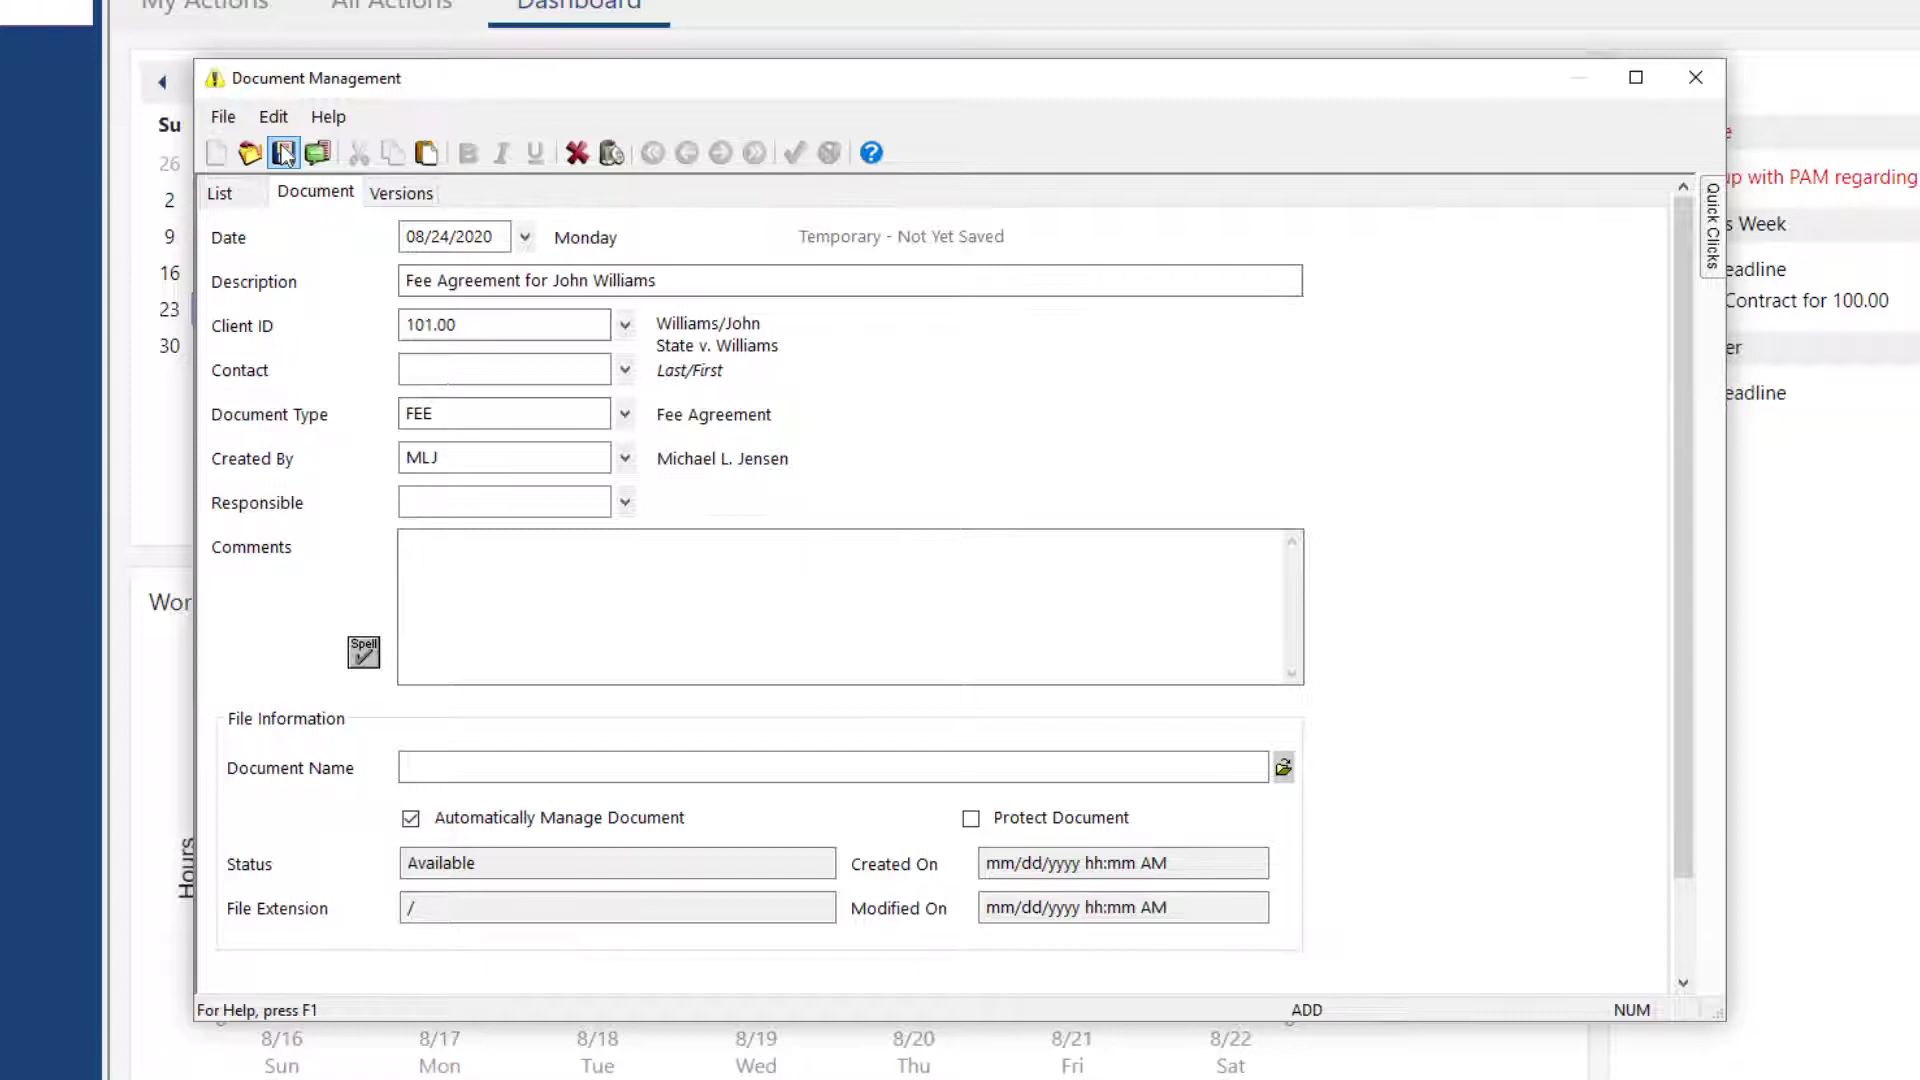 My Actions All Actions Dashboard
Document Management
File Edit Help
List Document Versions
Date 08/24/2020 Monday Temporary - Not Yet Saved
Description Fee Agreement for John Williams
Client ID 101.00 Williams/John
State v. Williams
Contact Last/First
Document Type FEE Fee Agreement
Created By MLJ Michael L. Jensen
Responsible
Comments
Spell
File Information
Document Name
Automatically Manage Document Protect Document
Status Available Created On mm/dd/yyyy hh:mm AM
File Extension / Modified On mm/dd/yyyy hh:mm AM
For Help, press F1 ADD NUM
Quick Clicks
Su
26
2
9
16
23
30
Wor
Hours
up with PAM regarding
s Week
eadline
Contract for 100.00
er
eadline
8/16 8/17 8/18 8/19 8/20 8/21 8/22
Sun Mon Tue Wed Thu Fri Sat